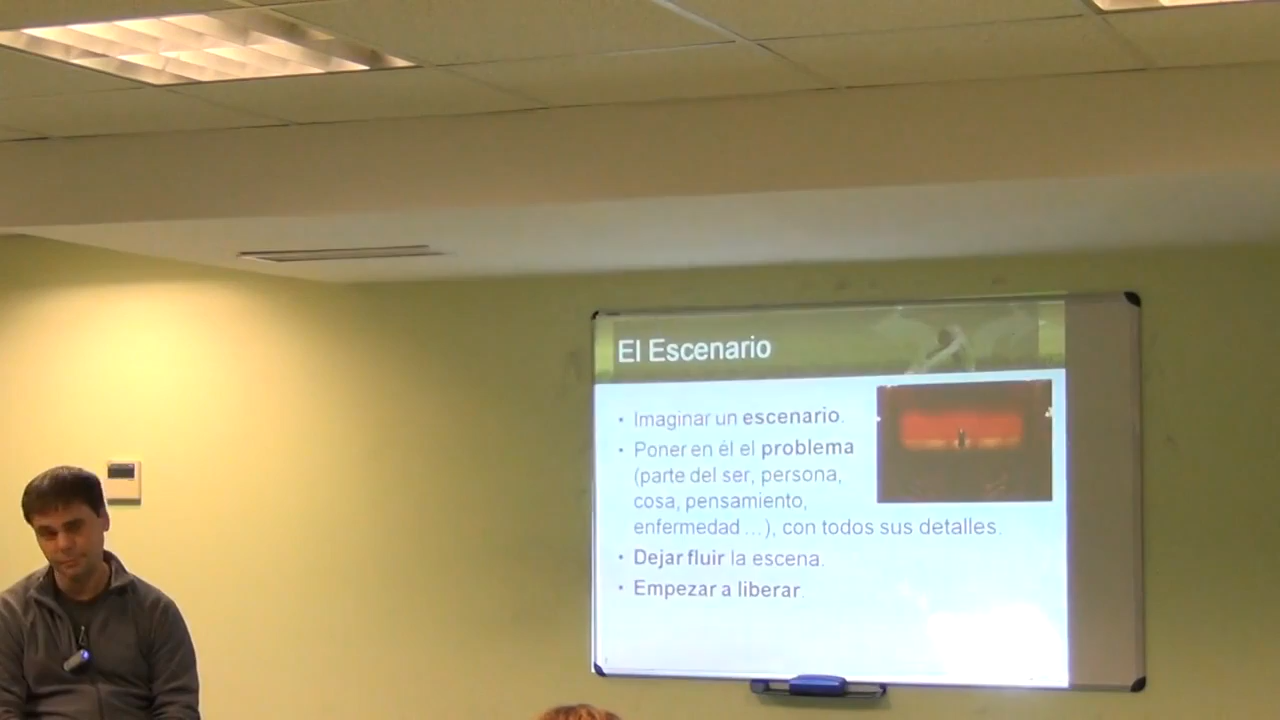 El Escenario
• Imaginar un escenario.
• Poner en él el problema
(parte del ser, persona,
cosa, pensamiento,
enfermedad...), con todos sus detalles.
• Dejar fluir la escena.
• Empezar a liberar.